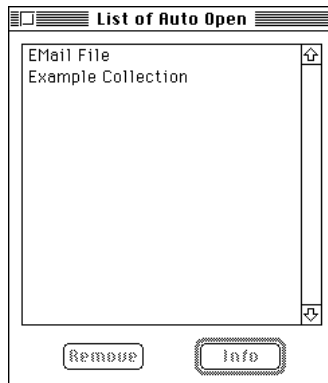 List of Auto Open
EMail File
Example Collection
Remove
Info